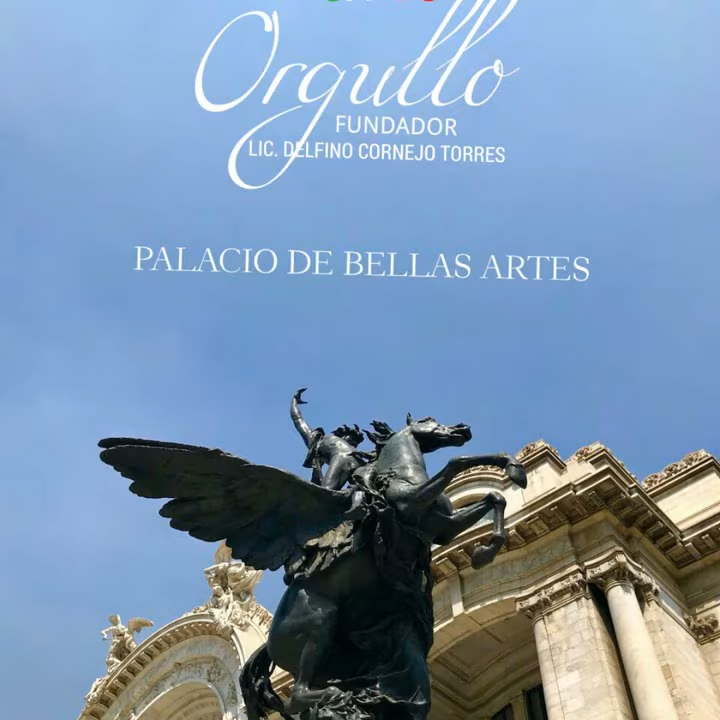 Orgullo
FUNDADOR
LIC. DELFINO CORNEJO TORRES
PALACIO DE BELLAS ARTES